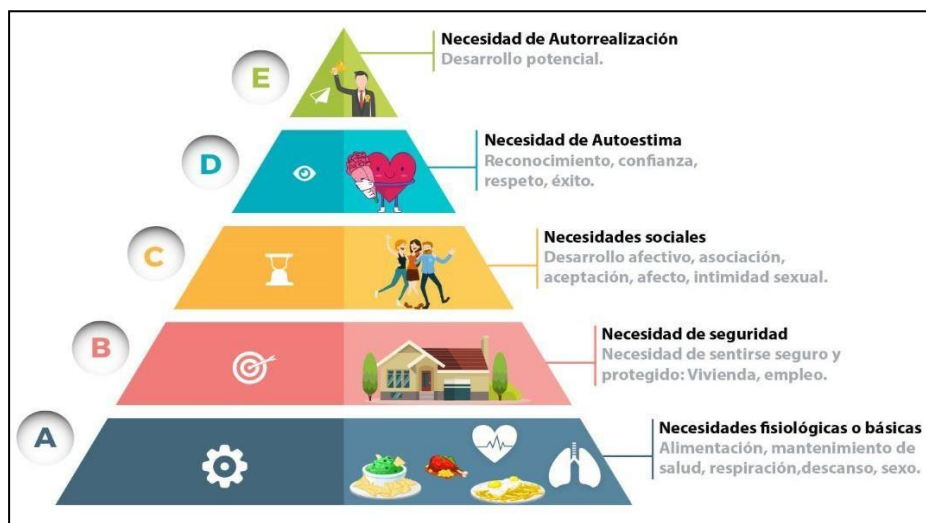 E
Necesidad de Autorrealización
Desarrollo potencial.
D
Necesidad de Autoestima
Reconocimiento, confianza,
respeto, éxito.
C
Necesidades sociales
Desarrollo afectivo, asociación,
aceptación, afecto, intimidad sexual.
B
Necesidad de seguridad
Necesidad de sentirse seguro y
protegido: Vivienda, empleo.
A
Necesidades fisiológicas o básicas
Alimentación, mantenimiento de
salud, respiración,descanso, sexo.